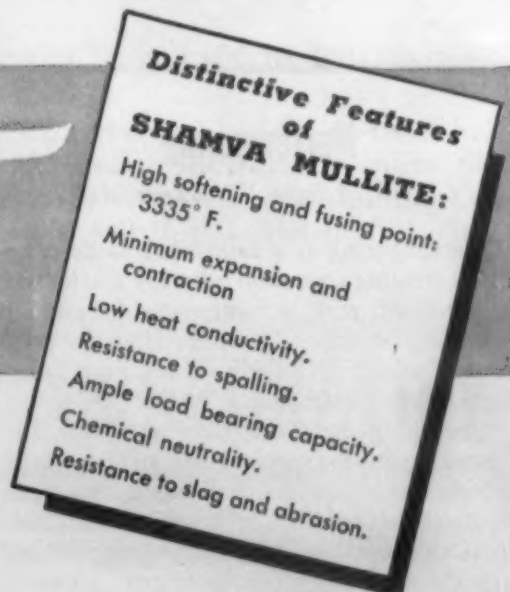 Distinctive Features
of
SHAMVA MULLITE:
High softening and fusing point:
3335° F.
Minimum expansion and
contraction
Low heat conductivity.
Resistance to spalling.
Ample load bearing capacity.
Chemical neutrality.
Resistance to slag and abrasion.